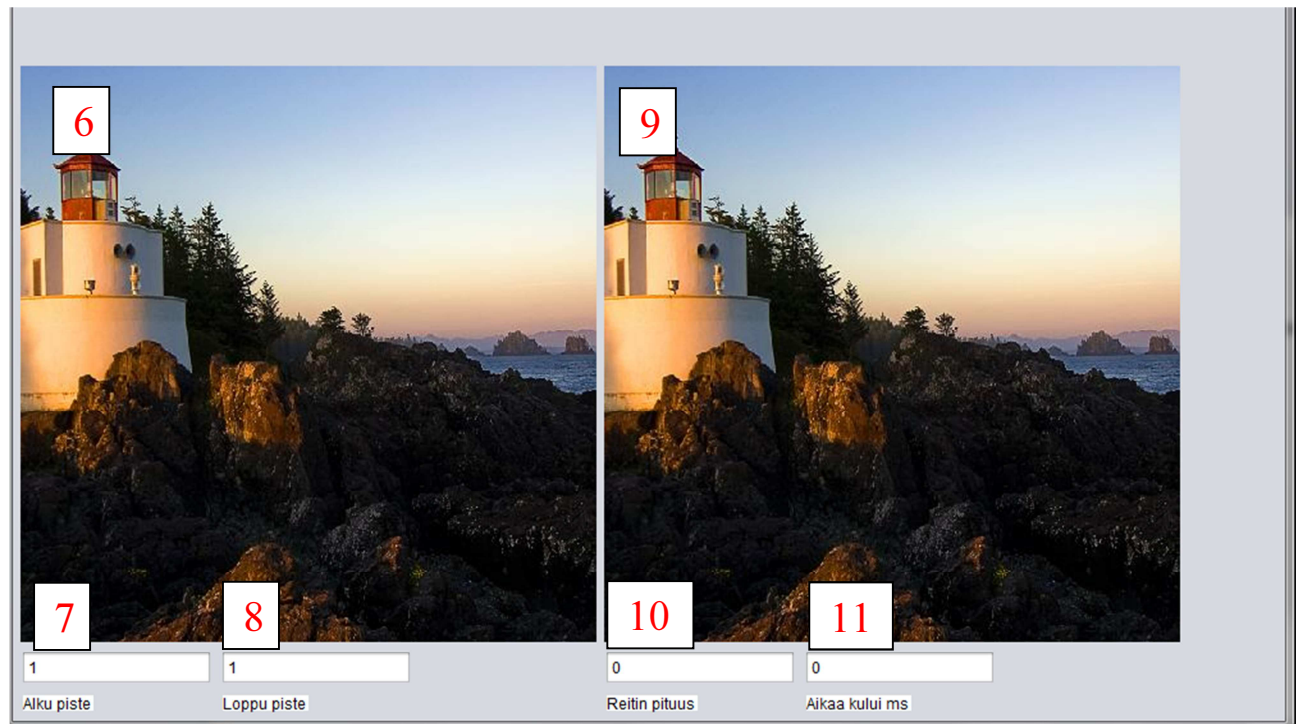 6
9
7
8
10
11
1
1
0
0
Alku piste
Loppu piste
Reitin pituus
Aikaa kului ms